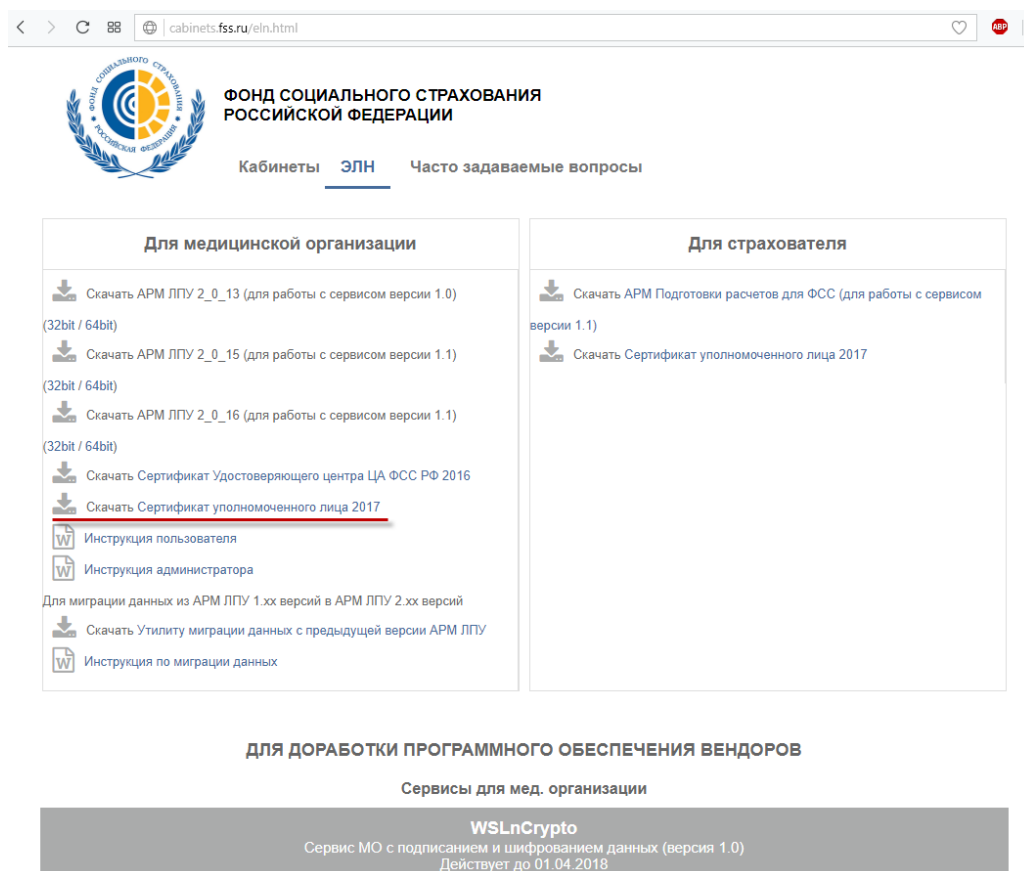 cabinets.fss.ru/eln.html
ABP
ФОНД СОЦИАЛЬНОГО СТРАХОВАНИЯ
РОССИЙСКАЯ ФЕДЕРАЦИЯ
ФОНД СОЦИАЛЬНОГО СТРАХОВАНИЯ
РОССИЙСКОЙ ФЕДЕРАЦИИ
Кабинеты ЭЛН Часто задаваемые вопросы
Для медицинской организации
Скачать АРМ ЛПУ 2_0_13 (для работы с сервисом версии 1.0)
(32bit / 64bit)
Скачать АРМ ЛПУ 2_0_15 (для работы с сервисом версии 1.1)
(32bit / 64bit)
Скачать АРМ ЛПУ 2_0_16 (для работы с сервисом версии 1.1)
(32bit / 64bit)
Скачать Сертификат Удостоверяющего центра ЦА ФСС РФ 2016
Скачать Сертификат уполномоченного лица 2017
W Инструкция пользователя
W Инструкция администратора
Для миграции данных из АРМ ЛПУ 1.xx версий в АРМ ЛПУ 2.xx версий
Скачать Утилиту миграции данных с предыдущей версии АРМ ЛПУ
W Инструкция по миграции данных
Для страхователя
Скачать АРМ Подготовки расчетов для ФСС (для работы с сервисом
версии 1.1)
Скачать Сертификат уполномоченного лица 2017
ДЛЯ ДОРАБОТКИ ПРОГРАММНОГО ОБЕСПЕЧЕНИЯ ВЕНДОРОВ
Сервисы для мед. организации
WSLnCrypto
Сервис МО с подписанием и шифрованием данных (версия 1.0)
Действует до 01.04.2018